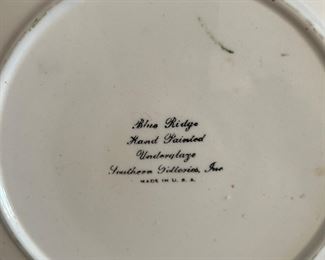 Blue Ridge
Hand Painted
Underglaze
Southern Potteries, Inc.
MADE IN U.S.A.